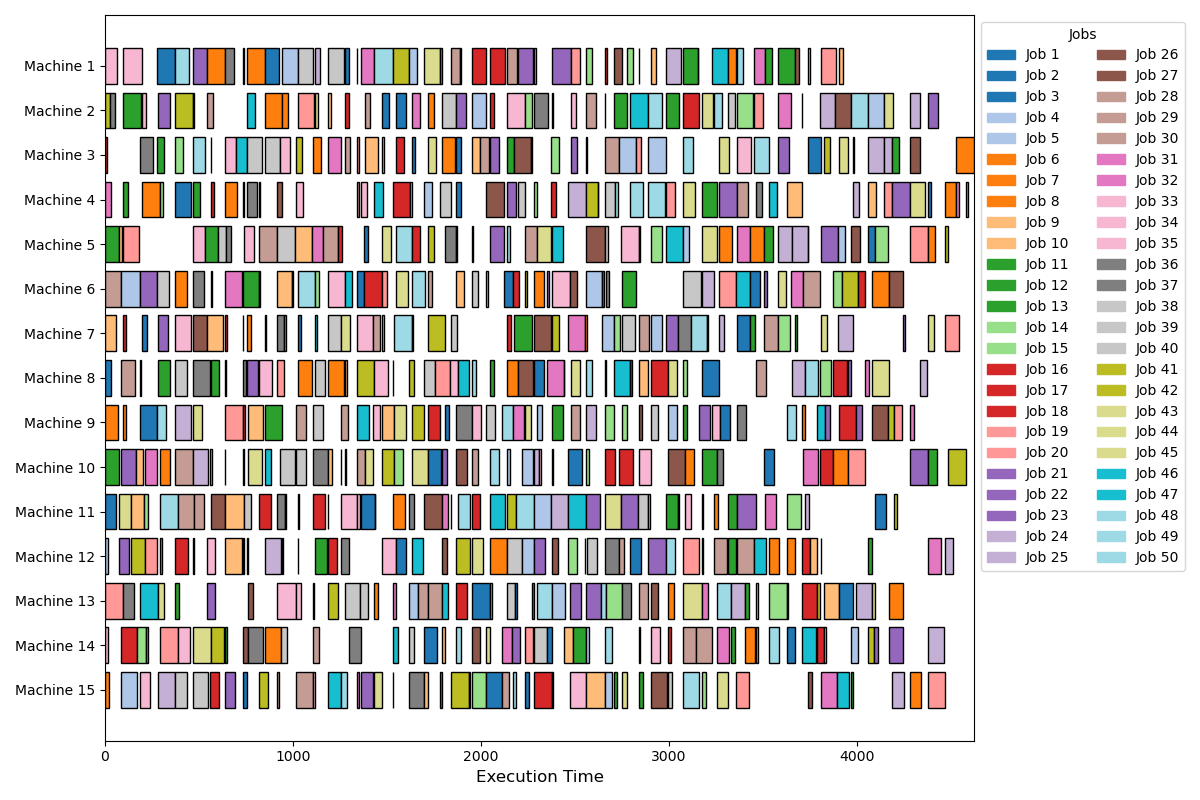 Machine 1
Machine 2
Machine 3
Machine 4
Machine 5
Machine 6
Machine 7
Machine 8
Machine 9
Machine 10
Machine 11
Machine 12
Machine 13
Machine 14
Machine 15
0 1000 2000 3000 4000
Execution Time
Jobs
Job 1
Job 2
Job 3
Job 4
Job 5
Job 6
Job 7
Job 8
Job 9
Job 10
Job 11
Job 12
Job 13
Job 14
Job 15
Job 16
Job 17
Job 18
Job 19
Job 20
Job 21
Job 22
Job 23
Job 24
Job 25
Job 26
Job 27
Job 28
Job 29
Job 30
Job 31
Job 32
Job 33
Job 34
Job 35
Job 36
Job 37
Job 38
Job 39
Job 40
Job 41
Job 42
Job 43
Job 44
Job 45
Job 46
Job 47
Job 48
Job 49
Job 50